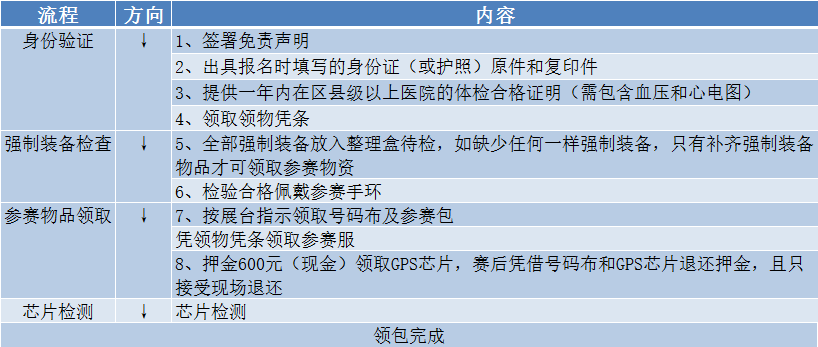 流程 方向 内容
身份验证 ↓ 1、签署免责声明
2、出具报名时填写的身份证（或护照）原件和复印件
3、提供一年内在区县级以上医院的体检合格证明（需包含血压和心电图）
4、领取领物凭条
强制装备检查 ↓ 5、全部强制装备放入整理盒待检，如缺少任何一样强制装备，只有补齐强制装备
物品才可领取参赛物资
6、检验合格佩戴参赛手环
参赛物品领取 ↓ 7、按展台指示领取号码布及参赛包
凭领物凭条领取参赛服
8、押金600元（现金）领取GPS芯片，赛后凭借号码布和GPS芯片退还押金，且只
接受现场退还
芯片检测 ↓ 芯片检测
领包完成